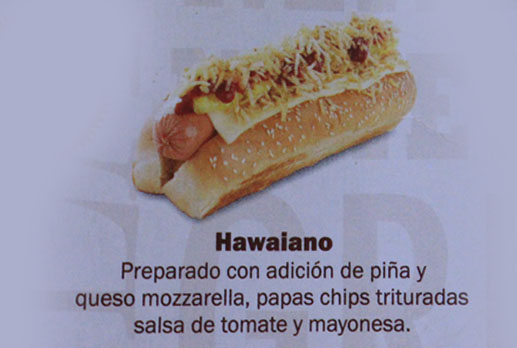 Hawaiano
Preparado con adición de piña y
queso mozzarella, papas chips trituradas
salsa de tomate y mayonesa.